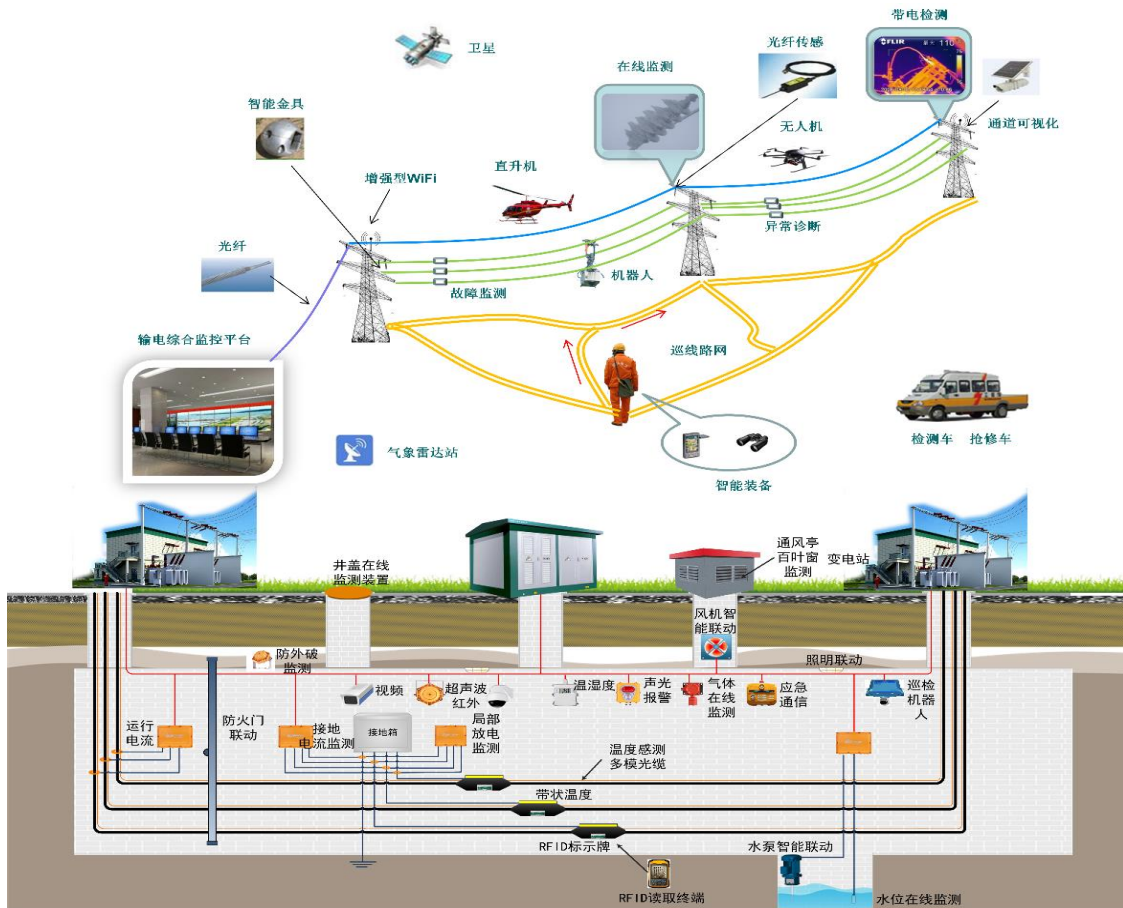 带电检测
卫星
光纤传感
FLIR
110
在线监测
智能金具
无人机
通道可视化
直升机
增强型WiFi
异常诊断
光纤
机器人
故障监测
输电综合监控平台
巡线路网
气象雷达站
检测车 抢修车
智能装备
通风亭
百叶窗
监测
变电站
井盖在线
监测装置
风机智能
联动
防外破
监测
照明联动
视频
超声波
红外
温湿度
声光
报警
气体
在线
监测
应急
通信
巡检
机器
人
运行
电流
防火门
联动
接地
电流监测
接地箱
局部
放电
监测
温度感测
多模光缆
带状温度
RFID标示牌
水泵智能联动
RFID读取终端
水位在线监测